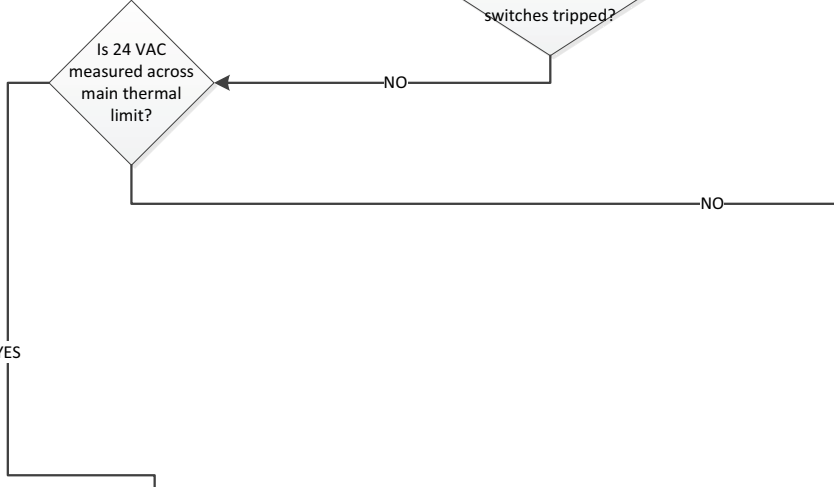 switches tripped?
Is 24 VAC
measured across
main thermal
limit?
NO
NO
YES